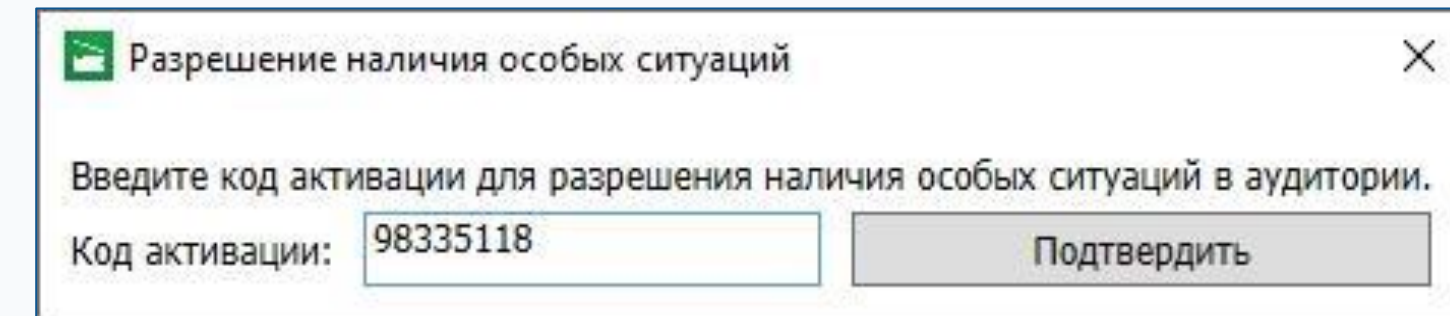 Разрешение наличия особых ситуаций
Введите код активации для разрешения наличия особых ситуаций в аудитории.
Код активации: 98335118 Подтвердить